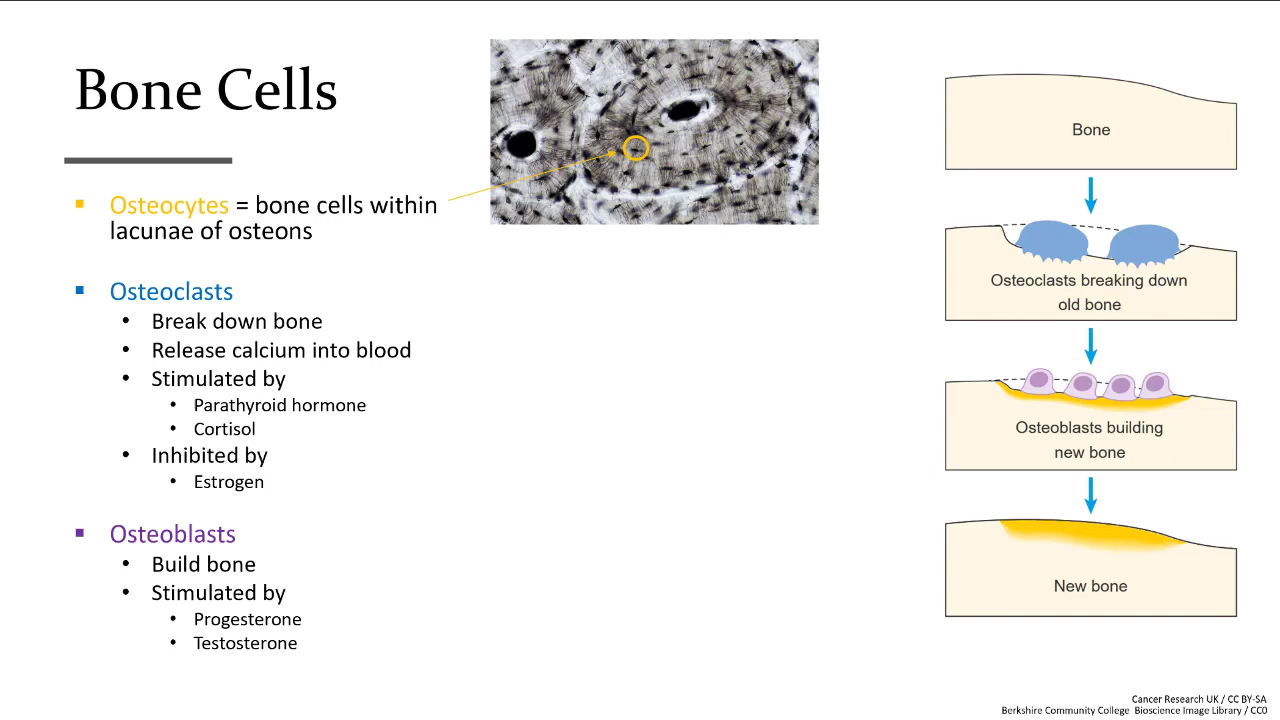 Bone Cells
Osteocytes = bone cells within
lacunae of osteons
Osteoclasts
Break down bone
Release calcium into blood
Stimulated by
Parathyroid hormone
Cortisol
Inhibited by
Estrogen
Osteoblasts
Build bone
Stimulated by
Progesterone
Testosterone
Bone
Osteoclasts breaking down
old bone
Osteoblasts building
new bone
New bone
Cancer Research UK / CC BY-SA
Berkshire Community College Bioscience Image Library / CC0